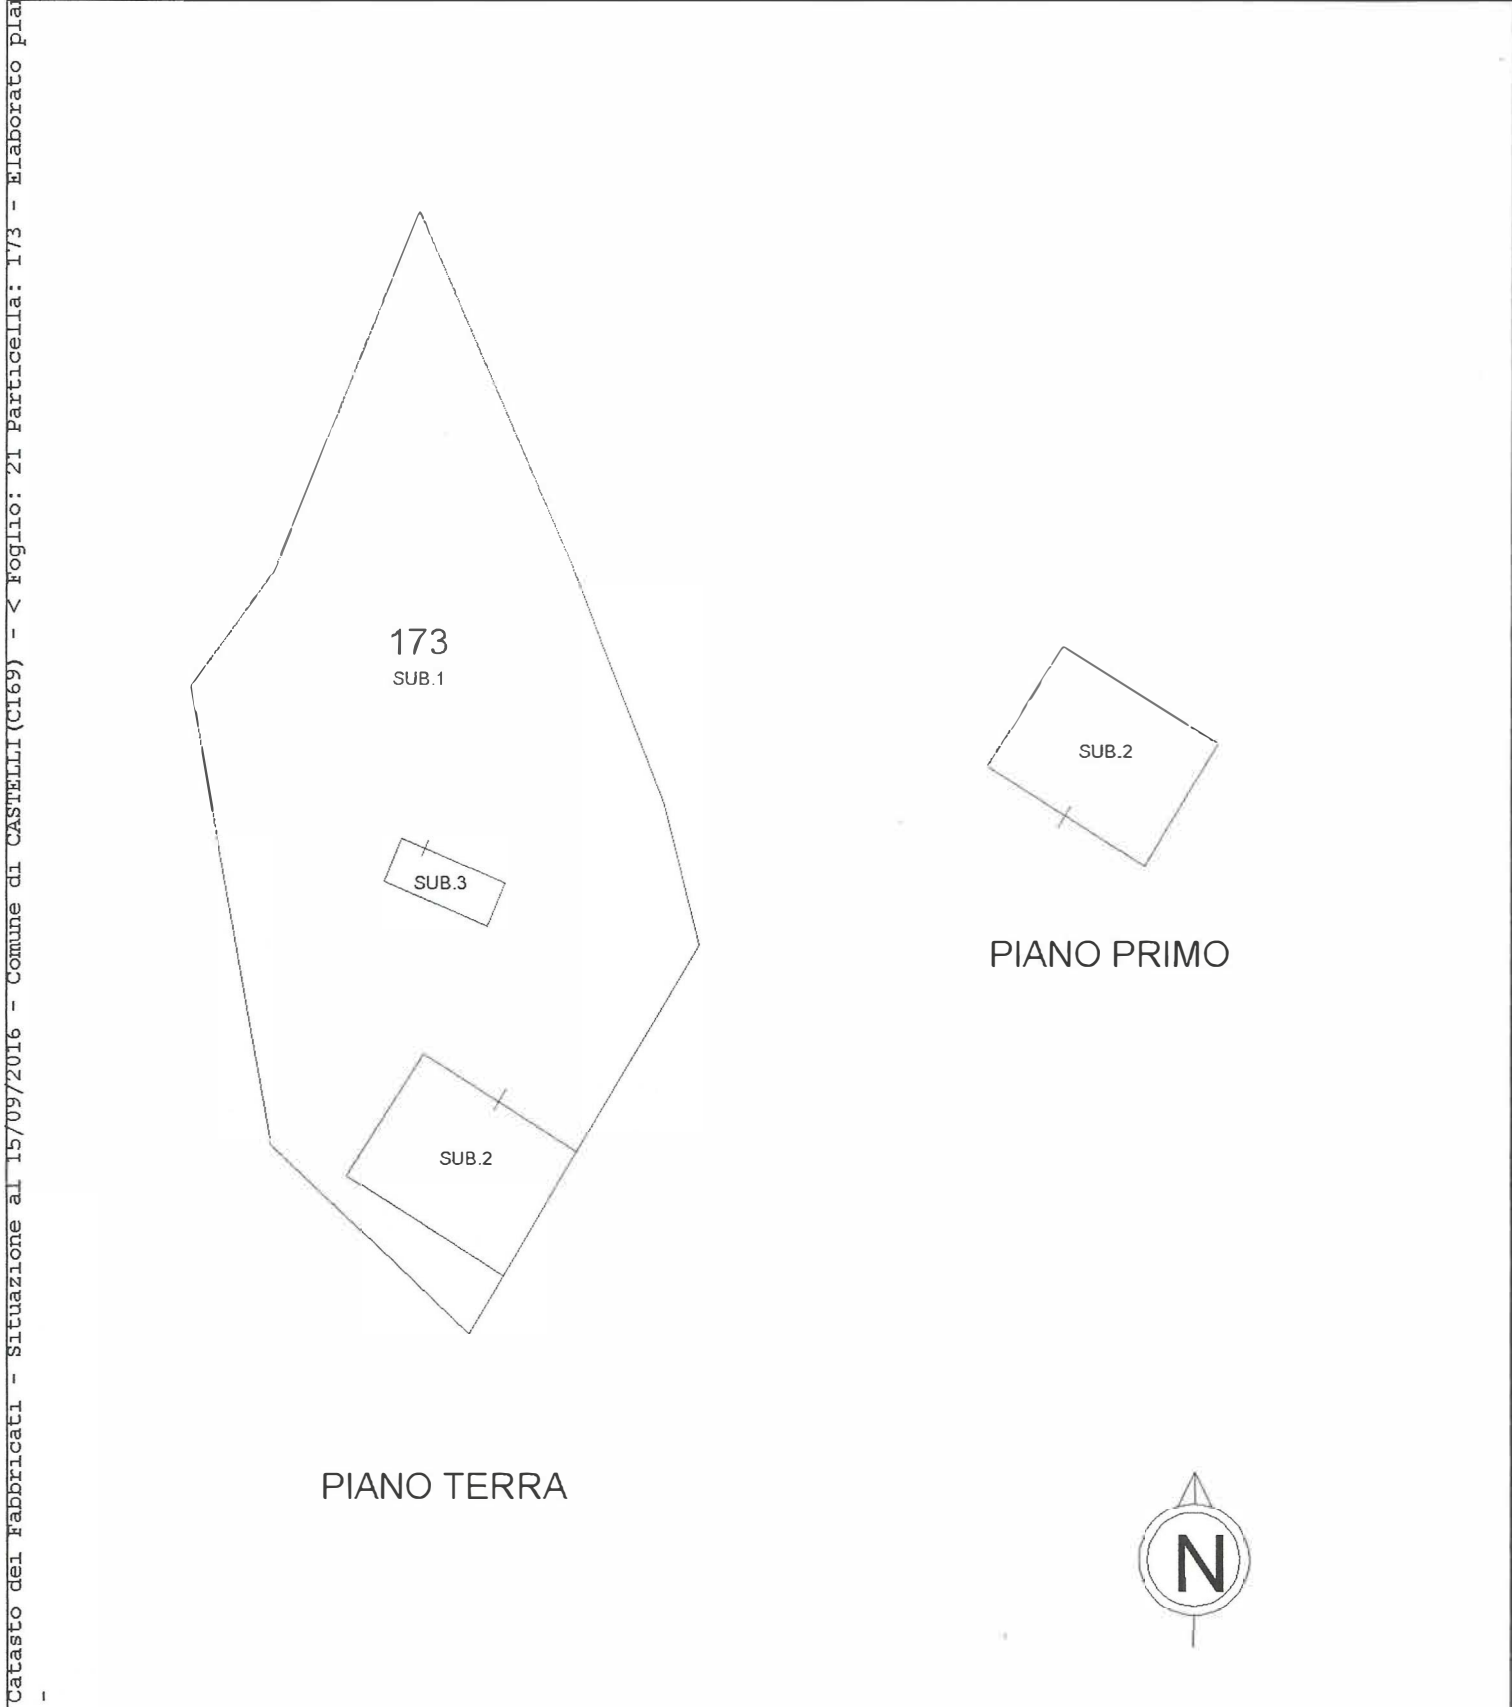 Catasto dei Fabbricati - Situazione al 15/09/2016 - Comune di CASTELLI(C169) - < Foglio: 21 Particella: 173 - Elaborato
173
SUB.1
SUB.3
SUB.2
PIANO TERRA
SUB.2
PIANO PRIMO
N